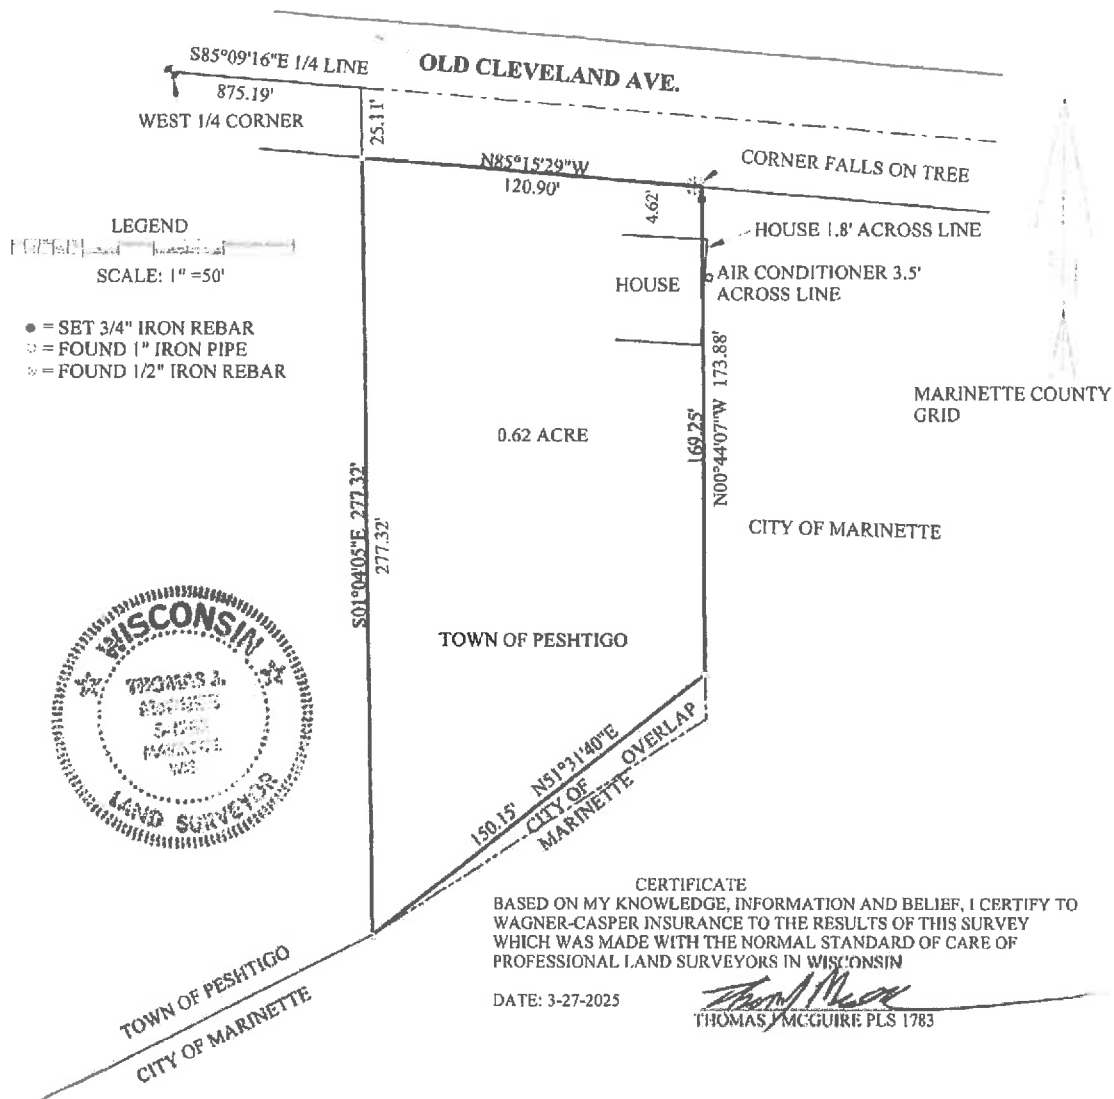 S85°09'16"E 1/4 LINE
875.19'
WEST 1/4 CORNER
OLD CLEVELAND AVE.
25.11'
N85°15'29"W
120.90'
CORNER FALLS ON TREE
4.62'
HOUSE 1.8' ACROSS LINE
HOUSE
AIR CONDITIONER 3.5'
ACROSS LINE
LEGEND
SCALE: 1" =50'
= SET 3/4" IRON REBAR
= FOUND 1" IRON PIPE
= FOUND 1/2" IRON REBAR
MARINETTE COUNTY
GRID
0.62 ACRE
169.25'
N00°44'07"W 173.88'
S01°04'05"E 277.32'
277.32'
CITY OF MARINETTE
TOWN OF PESHTIGO
WISCONSIN
THOMAS J.
LAND SURVEYOR
150.15' N51°31'40"E
CITY OF OVERLAP
MARINETTE
TOWN OF PESHTIGO
CITY OF MARINETTE
CERTIFICATE
BASED ON MY KNOWLEDGE, INFORMATION AND BELIEF, I CERTIFY TO
WAGNER-CASPER INSURANCE TO THE RESULTS OF THIS SURVEY
WHICH WAS MADE WITH THE NORMAL STANDARD OF CARE OF
PROFESSIONAL LAND SURVEYORS IN WISCONSIN
DATE: 3-27-2025
THOMAS J MCGUIRE PLS 1783